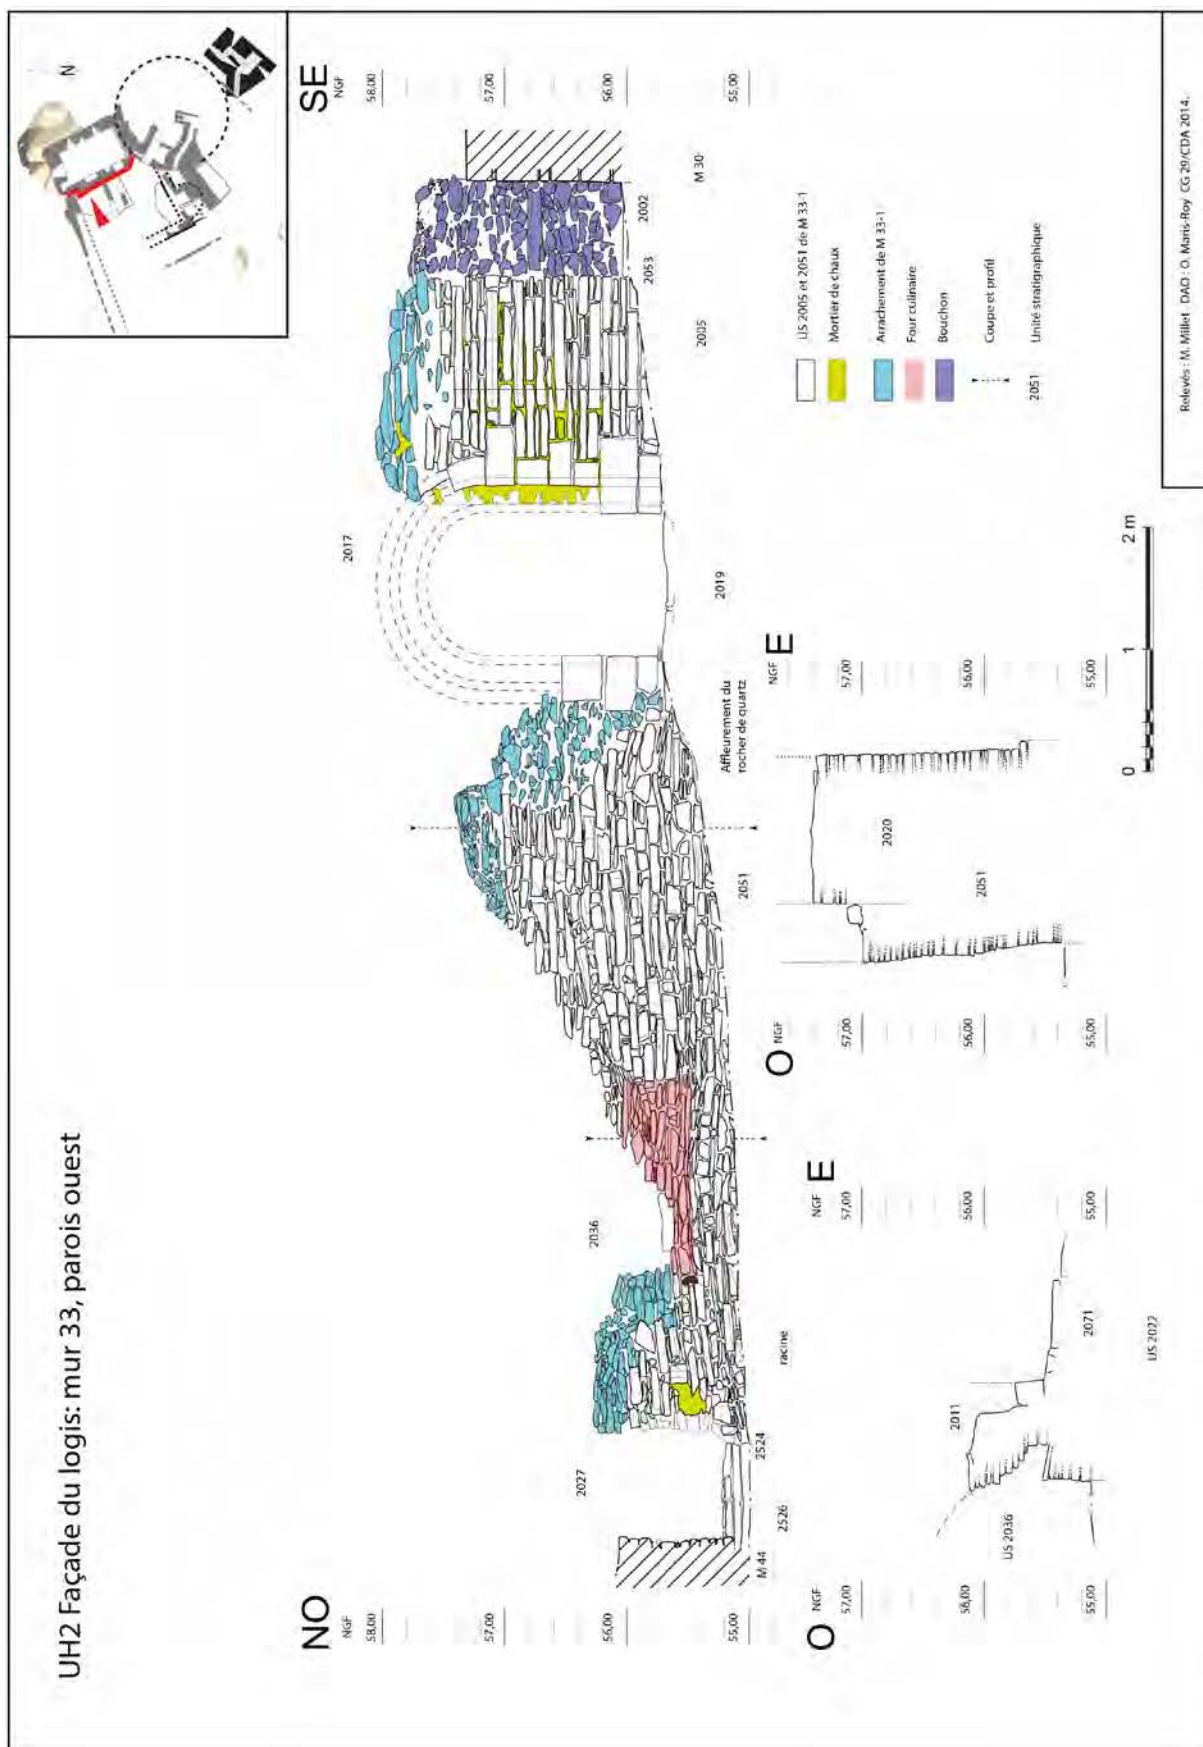 UH2 Façade du logis: mur 33, parois ouest
N
NO
SE
NGF
NGF
58,00
58,00
57,00
57,00
56,00
56,00
55,00
55,00
2017
2027
2036
M 44
2526
2524
racine
2051
Affleurement du
rocher de quartz
2019
2005
2053
2002
M 30
O
E
NGF
NGF
57,00
57,00
56,00
56,00
55,00
55,00
2011
US 2036
2071
US 2022
O
E
NGF
NGF
57,00
57,00
56,00
56,00
55,00
55,00
2020
2051
US 2005 et 2051 de M 33-1
Mortier de chaux
Arrachement de M 33-1
Four culinaire
Bouchon
Coupe et profil
2051
Unité stratigraphique
0
1
2 m
Relevés : M. Millet DAO : O. Maris-Roy CG 29/CDA 2014.